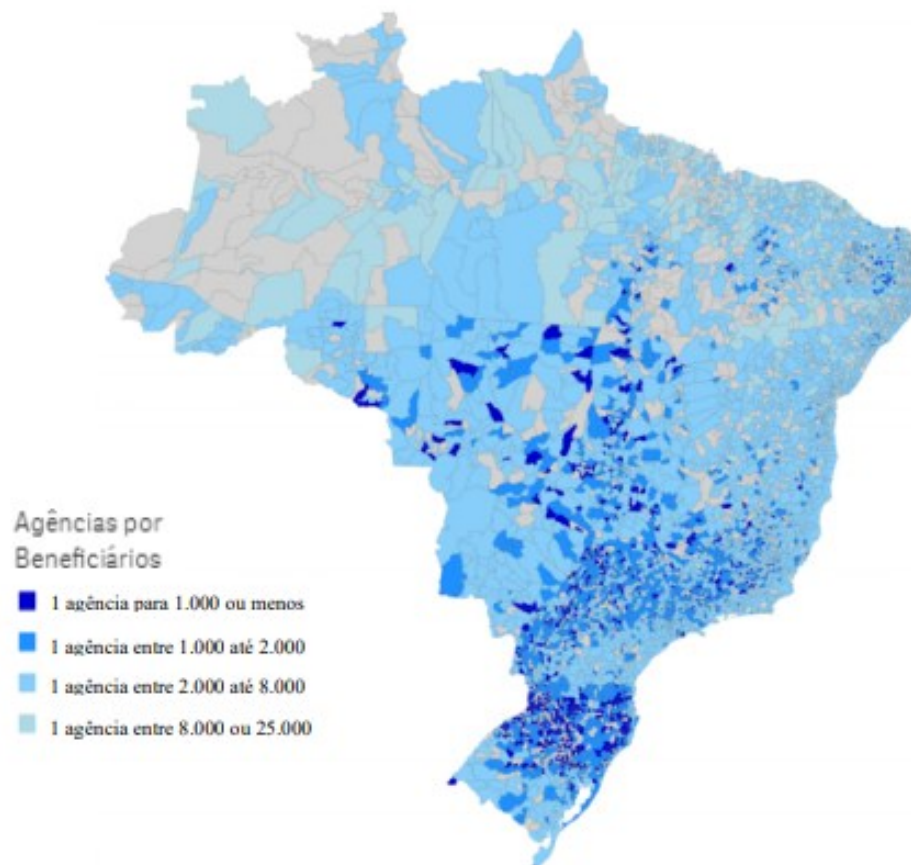 Agências por
Beneficiários
1 agência para 1.000 ou menos
1 agência entre 1.000 até 2.000
1 agência entre 2.000 até 8.000
1 agência entre 8.000 ou 25.000